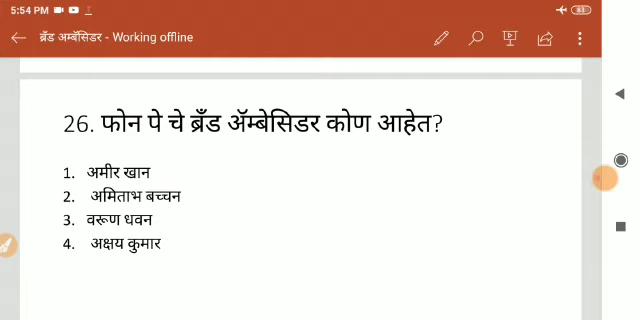 5:54 PM 81
ब्रँड अम्बॅसिडर - Working offline
26. फोन पे चे ब्रँड ॲम्बेसिडर कोण आहेत?
1. अमीर खान
2. अमिताभ बच्चन
3. वरूण धवन
4. अक्षय कुमार